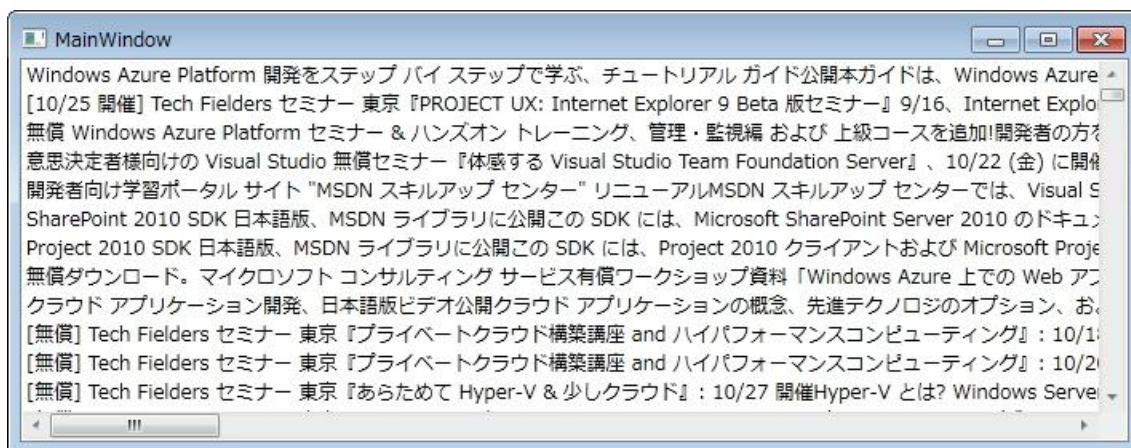 MainWindow
Windows Azure Platform 開発をステップ バイ ステップで学ぶ、チュートリアル ガイド公開本ガイドは、Windows Azure
[10/25 開催] Tech Fielders セミナー 東京『PROJECT UX: Internet Explorer 9 Beta 版セミナー』9/16、Internet Explo
無償 Windows Azure Platform セミナー & ハンズオン トレーニング、管理・監視編 および 上級コースを追加!開発者の方を
意思決定者様向けの Visual Studio 無償セミナー『体感する Visual Studio Team Foundation Server』、10/22 (金) に開催
開発者向け学習ポータル サイト "MSDN スキルアップ センター" リニューアルMSDN スキルアップ センターでは、Visual S
SharePoint 2010 SDK 日本語版、MSDN ライブラリに公開この SDK には、Microsoft SharePoint Server 2010 のドキュメ
Project 2010 SDK 日本語版、MSDN ライブラリに公開この SDK には、Project 2010 クライアントおよび Microsoft Proje
無償ダウンロード。マイクロソフト コンサルティング サービス有償ワークショップ資料「Windows Azure 上での Web アプ
クラウド アプリケーション開発、日本語版ビデオ公開クラウド アプリケーションの概念、先進テクノロジのオプション、およ
[無償] Tech Fielders セミナー 東京『プライベートクラウド構築講座 and ハイパフォーマンスコンピューティング』: 10/1
[無償] Tech Fielders セミナー 東京『プライベートクラウド構築講座 and ハイパフォーマンスコンピューティング』: 10/2
[無償] Tech Fielders セミナー 東京『あらためて Hyper-V & 少しクラウド』: 10/27 開催Hyper-V とは? Windows Serve